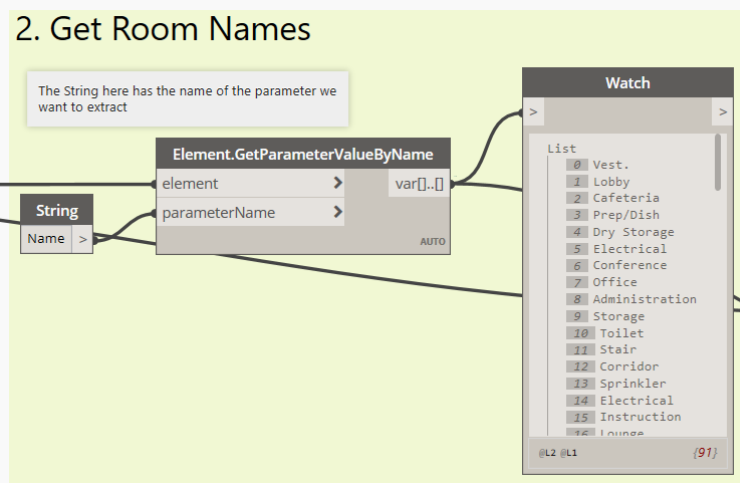 2. Get Room Names
The String here has the name of the parameter we
want to extract
Element.GetParameterValueByName
element >
var[]..[]
parameterName >
AUTO
String
Name >
Watch
> >
List
0 Vest.
1 Lobby
2 Cafeteria
3 Prep/Dish
4 Dry Storage
5 Electrical
6 Conference
7 Office
8 Administration
9 Storage
10 Toilet
11 Stair
12 Corridor
13 Sprinkler
14 Electrical
15 Instruction
16 Lounge
@L2 @L1 {91}